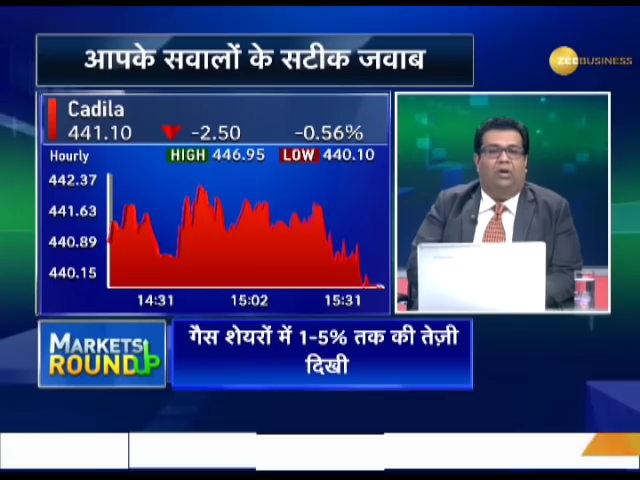 आपके सवालों के सटीक जवाब
ZEE BUSINESS
Cadila
441.10 -2.50 -0.56%
Hourly HIGH 446.95 LOW 440.10
442.37
441.63
440.89
440.15
14:31 15:02 15:31
MARKETS
ROUNDUP
गैस शेयरों में 1-5% तक की तेज़ी
दिखी